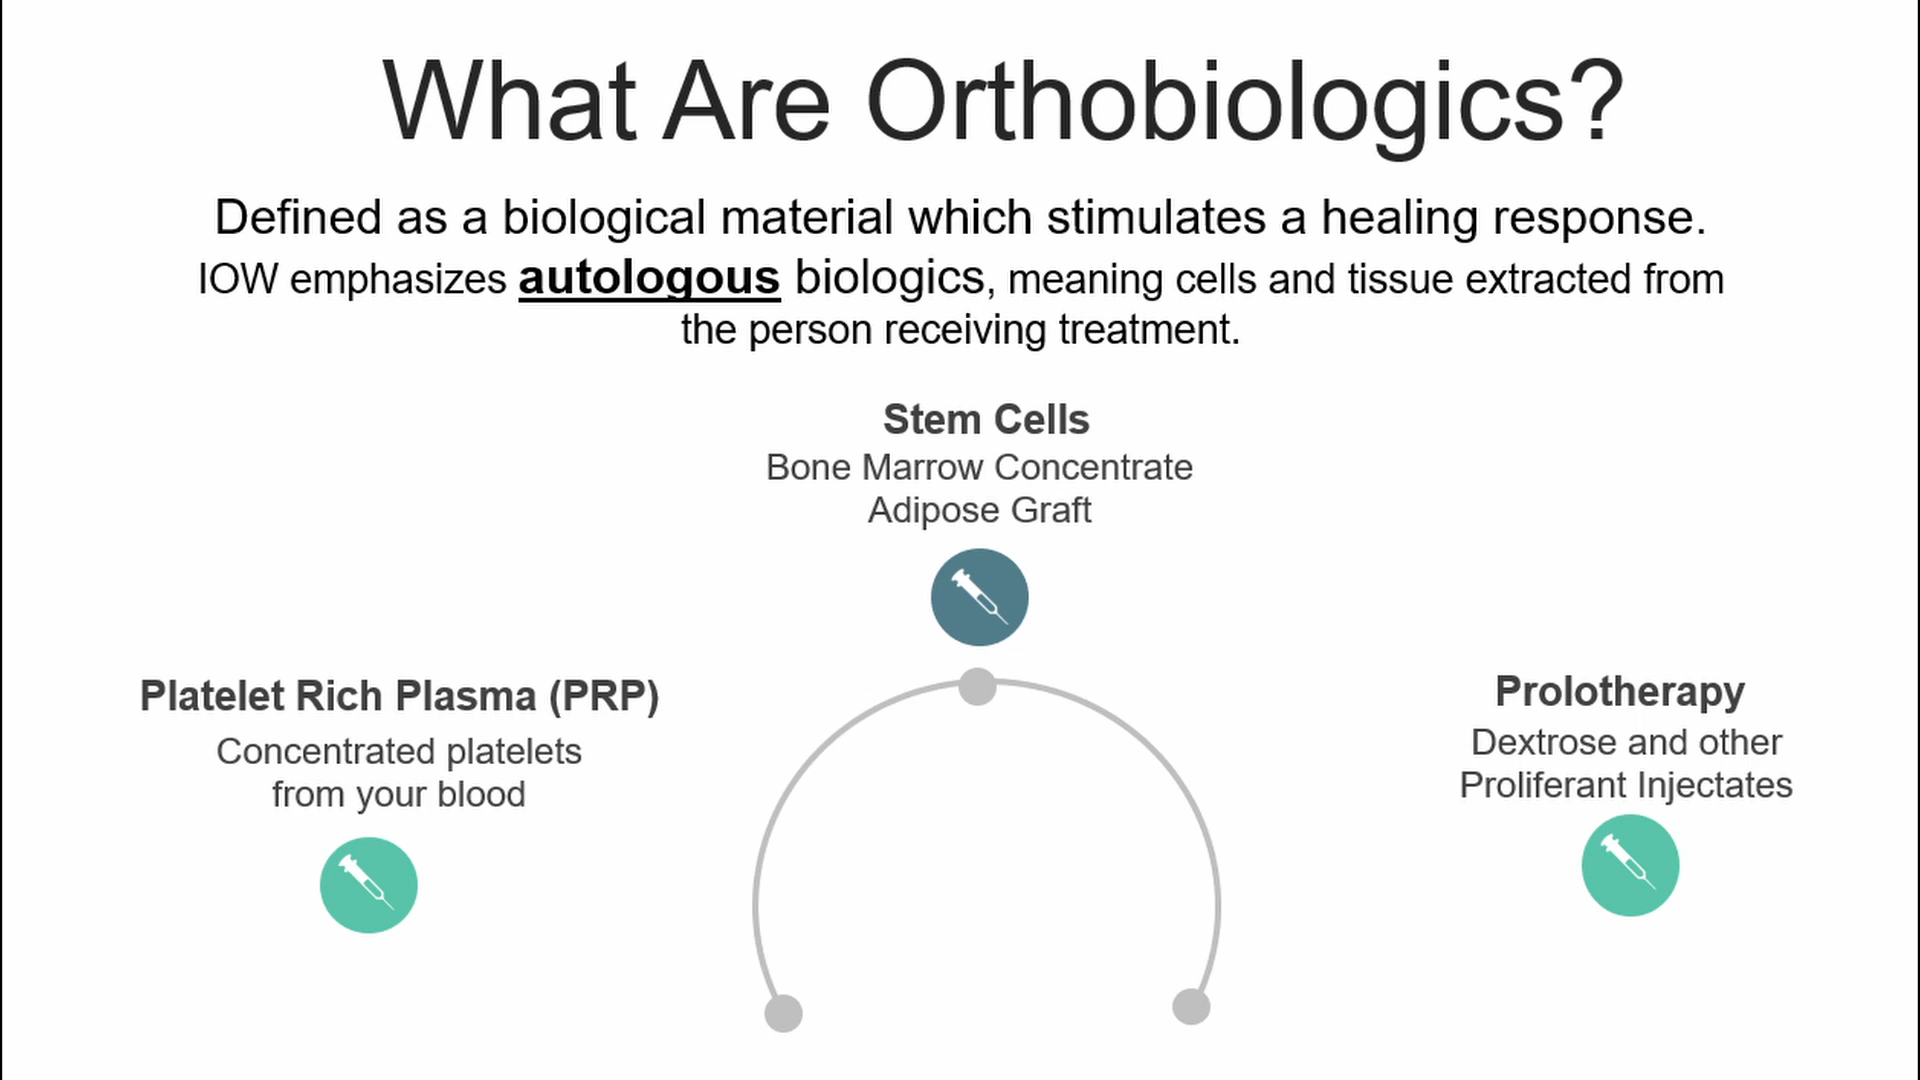 What Are Orthobiologics?
Defined as a biological material which stimulates a healing response.
IOW emphasizes autologous biologics, meaning cells and tissue extracted from
the person receiving treatment.
Stem Cells
Bone Marrow Concentrate
Adipose Graft
Platelet Rich Plasma (PRP)
Concentrated platelets
from your blood
Prolotherapy
Dextrose and other
Proliferant Injectates